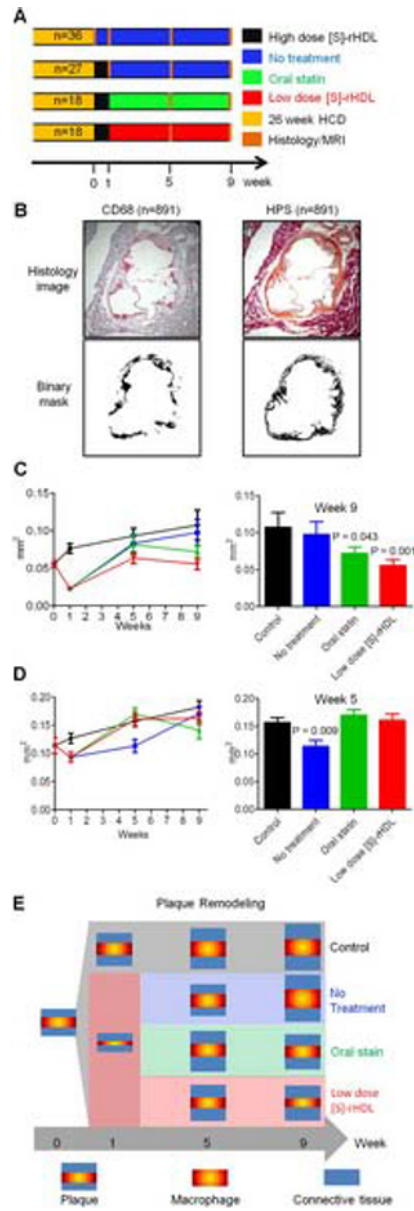 A
n=36
n=27
n=18
n=18
High dose [S]-rHDL
No treatment
Oral statin
Low dose [S]-rHDL
26 week HCD
Histology/MRI
0 1 5 9 week
B
CD68 (n=891) HPS (n=891)
Histology
image
Binary
mask
C
0.15
0.10
0.05
0.00
mm²
0 1 2 3 4 5 6 7 8 9
Weeks
0.15
0.10
0.05
0.00
mm²
Week 9
P = 0.043
P = 0.001
Control
No treatment
Oral statin
Low dose [S]-rHDL
D
0.20
0.15
0.10
0.05
0.00
mm²
0 1 2 3 4 5 6 7 8 9
Weeks
0.20
0.15
0.10
0.05
0.00
mm²
Week 5
P = 0.009
Control
No treatment
Oral statin
Low dose [S]-rHDL
E
Plaque Remodeling
Control
No
Treatment
Oral stain
Low dose
[S]-rHDL
0 1 5 9 Week
Plaque Macrophage Connective tissue